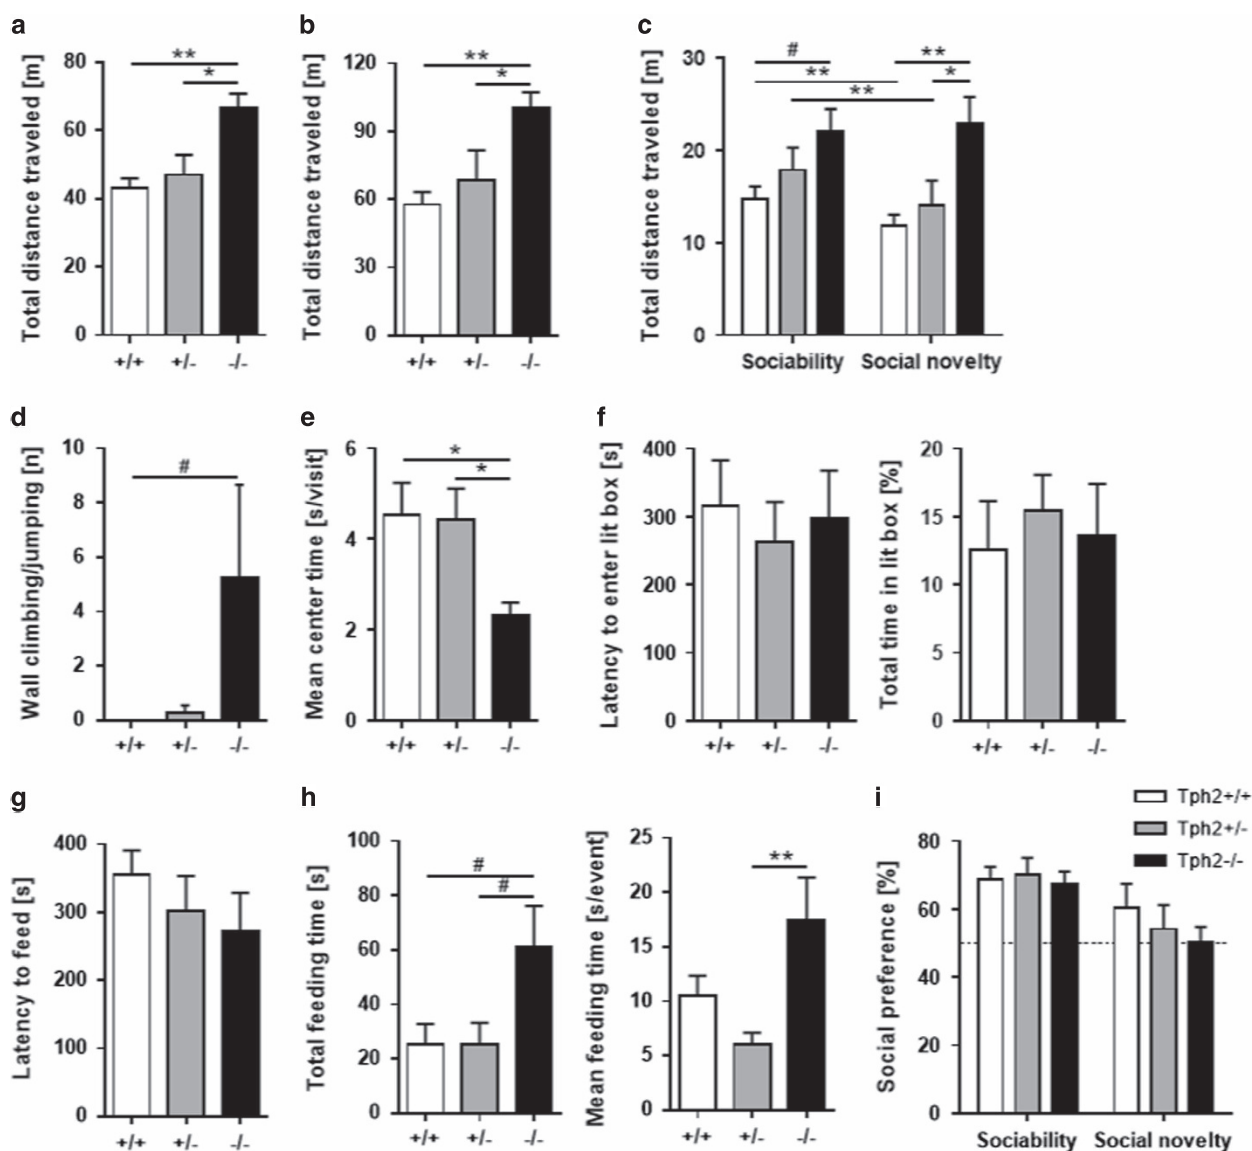 a
Total distance traveled [m]
80
60
40
20
0
**
*
+/+ +/- -/-
b
Total distance traveled [m]
120
90
60
30
0
**
*
+/+ +/- -/-
c
Total distance traveled [m]
30
20
10
0
# **
** *
**
Sociability Social novelty
d
Wall climbing/jumping [n]
10
8
6
4
2
0
#
+/+ +/- -/-
e
Mean center time [s/visit]
6
4
2
0
*
*
+/+ +/- -/-
f
Latency to enter lit box [s]
400
300
200
100
0
+/+ +/- -/-
Total time in lit box [%]
20
15
10
5
0
+/+ +/- -/-
g
Latency to feed [s]
400
300
200
100
0
+/+ +/- -/-
h
Total feeding time [s]
100
80
60
40
20
0
#
#
+/+ +/- -/-
Mean feeding time [s/event]
25
20
15
10
5
0
**
+/+ +/- -/-
i
Tph2+/+
Tph2+/-
Tph2-/-
Social preference [%]
80
60
40
20
0
Sociability Social novelty